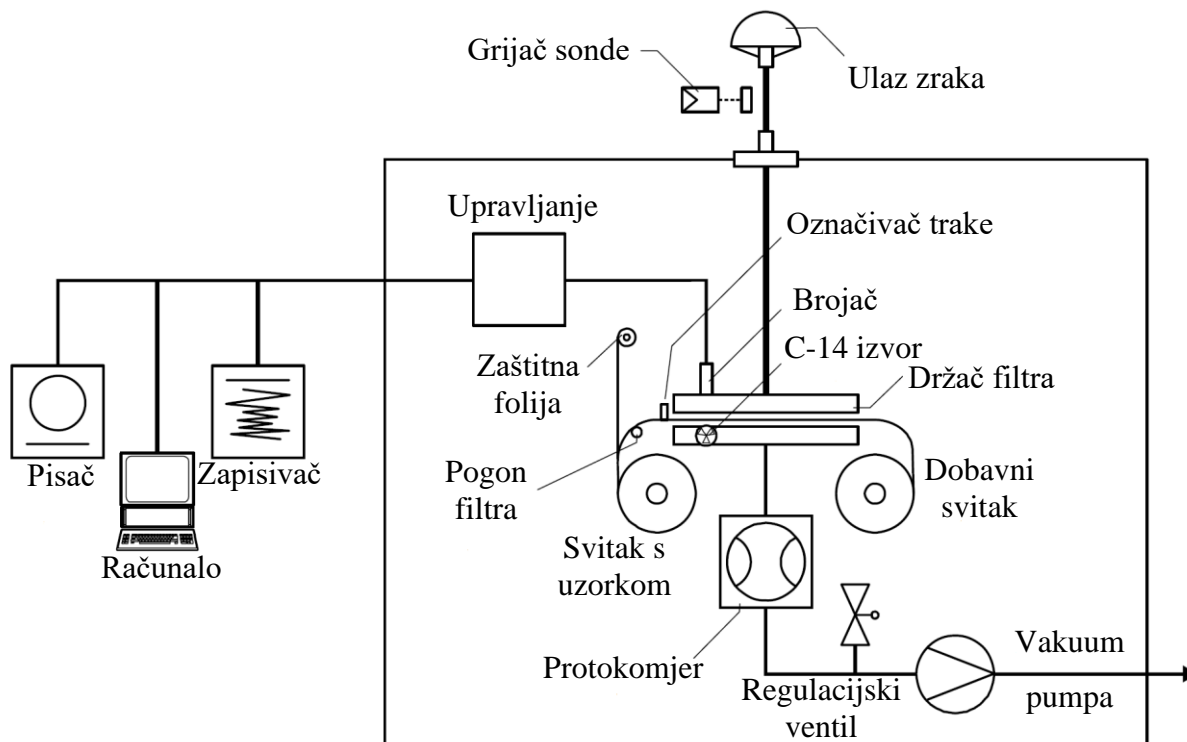 Grijač sonde
Ulaz zraka
Upravljanje
Označivač trake
Brojač
C-14 izvor
Držač filtra
Zaštitna
folija
Pisač
Zapisivač
Računalo
Pogon
filtra
Dobavni
svitak
Svitak s
uzorkom
Protokomjer
Regulacijski
ventil
Vakuum
pumpa